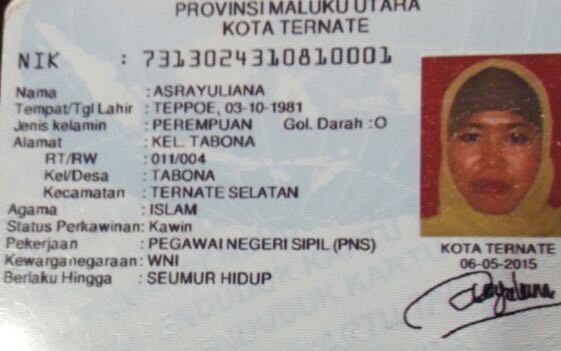 PROVINSI MALUKU UTARA
KOTA TERNATE
NIK : 7313024310810001
Nama : ASRAYULIANA
Tempat/Tgl Lahir : TEPPOE, 03-10-1981
Jenis kelamin : PEREMPUAN Gol. Darah :O
Alamat : KEL. TABONA
RT/RW : 011/004
Kel/Desa : TABONA
Kecamatan : TERNATE SELATAN
Agama : ISLAM
Status Perkawinan: Kawin
Pekerjaan : PEGAWAI NEGERI SIPIL (PNS)
Kewarganegaraan: WNI
Berlaku Hingga : SEUMUR HIDUP
KOTA TERNATE
06-05-2015